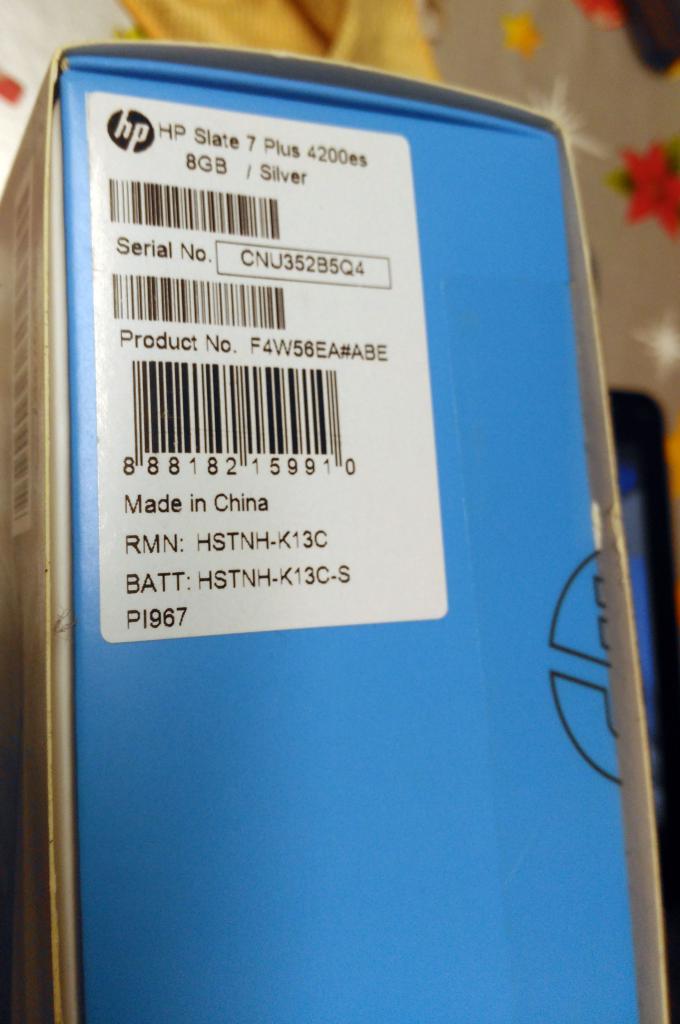 hp HP Slate 7 Plus 4200es
8GB / Silver
Serial No. CNU352B5Q4
Product No. F4W56EA#ABE
8 88182 15991 0
Made in China
RMN: HSTNH-K13C
BATT: HSTNH-K13C-S
PI967